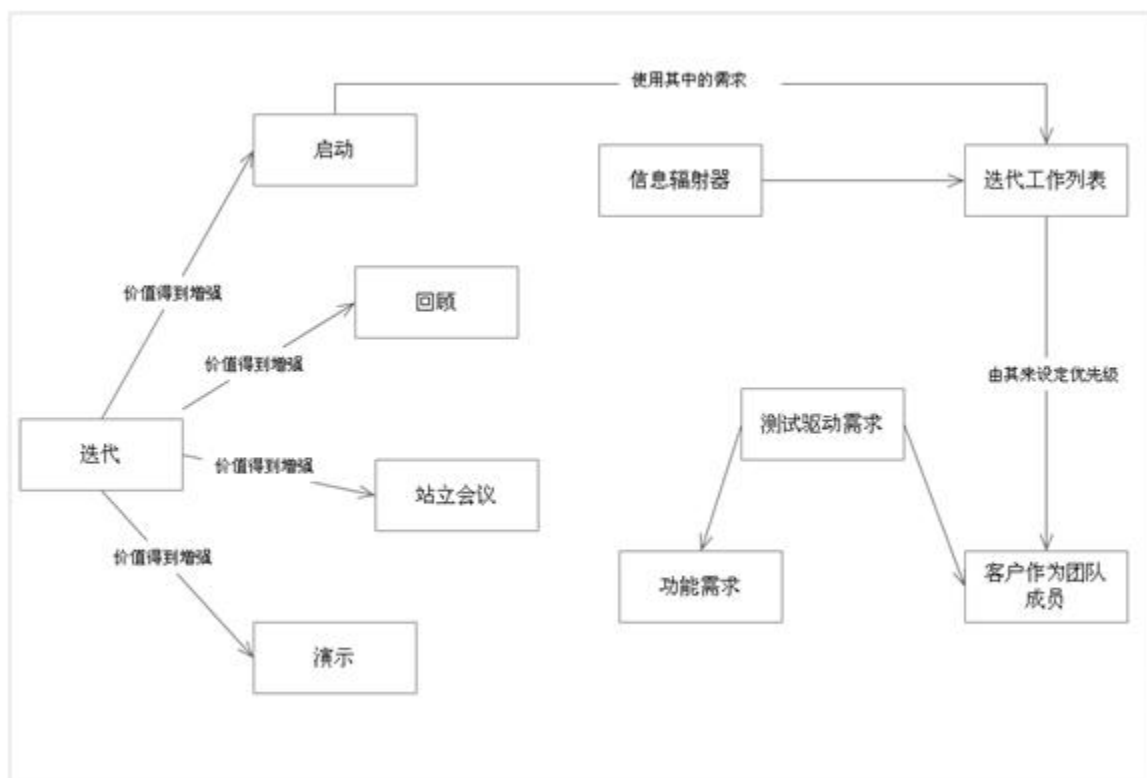 使用其中的需求
启动
信息辐射器
迭代工作列表
价值得到增强
回顾
价值得到增强
由其来设定优先级
测试驱动需求
迭代
价值得到增强
站立会议
价值得到增强
功能需求
客户作为团队
成员
演示